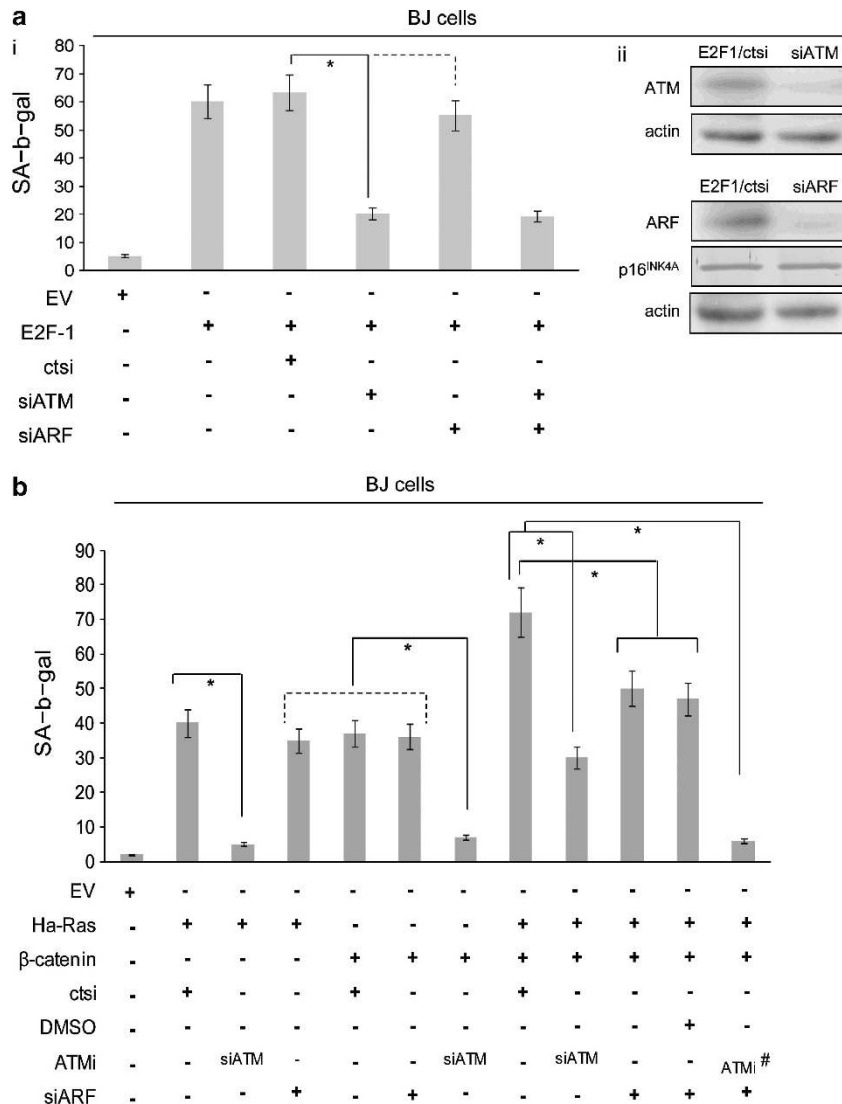 a
BJ cells
i
80
70
60
50
40
30
20
10
0
SA-b-gal
*
EV + - - - - -
E2F-1 - + + + + +
ctsi - - + - - -
siATM - - - + - +
siARF - - - - + +
ii
E2F1/ctsi siATM
ATM
actin
E2F1/ctsi siARF
ARF
p16INK4A
actin
b
BJ cells
90
80
70
60
50
40
30
20
10
0
SA-b-gal
* * * * *
EV + - - - - - - - - - - -
Ha-Ras - + + + - - - + + + + +
β-catenin - - - - + + + + + + + +
ctsi - + - - + - - + - - - -
DMSO - - - - - - - - - - + -
ATMi - - siATM - - - siATM - siATM - - ATMi #
siARF - - - + - + - - - + + +